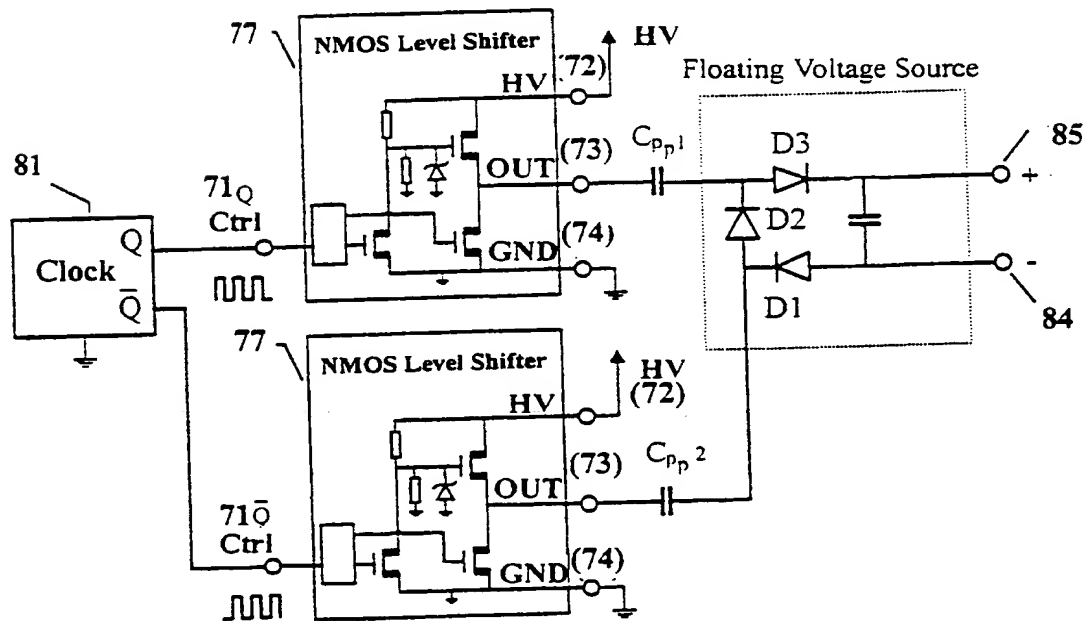 77
NMOS Level Shifter
HV
HV
(72)
Floating Voltage Source
81
71Q
Ctrl
OUT
(73)
Cpp1
D3
85
+
Clock
Q
Q̅
GND
(74)
D2
D1
-
84
77
NMOS Level Shifter
HV
HV
(72)
OUT
(73)
Cpp2
71Q̅
Ctrl
GND
(74)